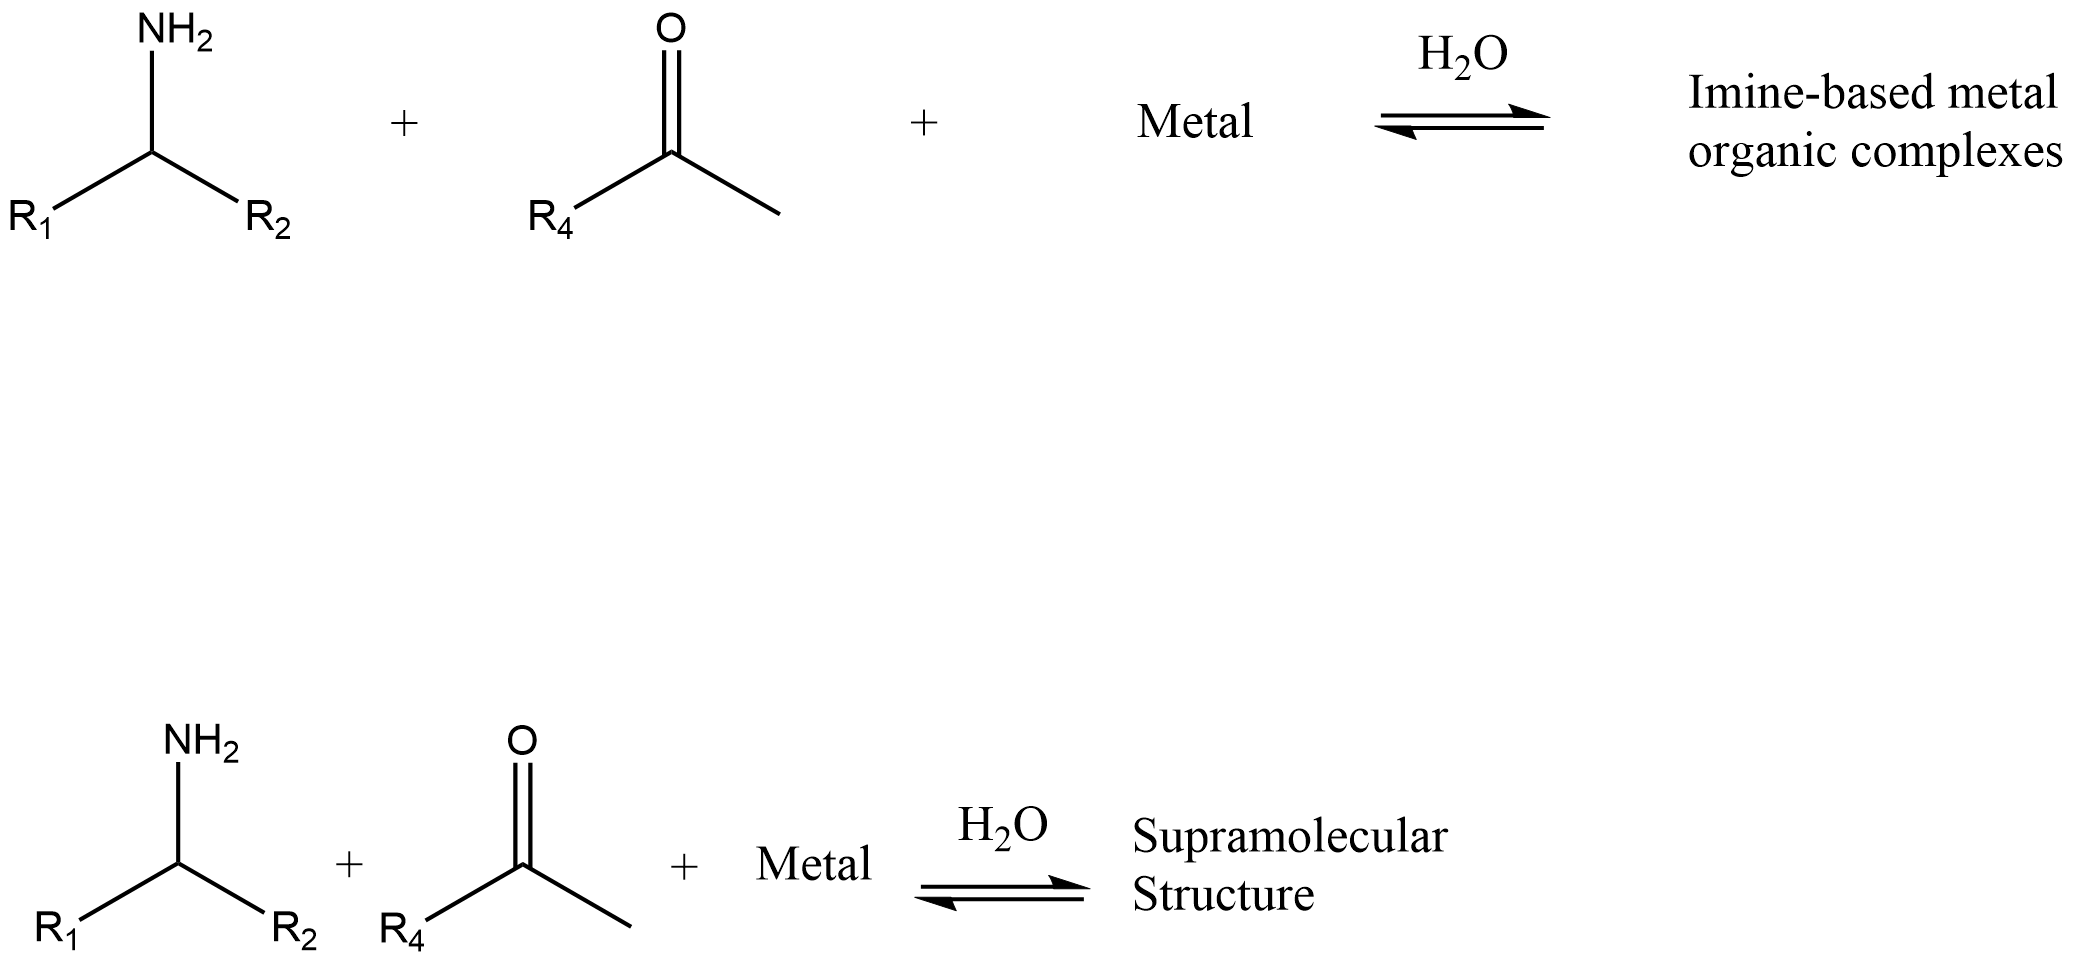 NH₂
O
H₂O
+
+
Metal
Imine-based metal
organic complexes
R₁
R₂
R₄
NH₂
O
H₂O
+
+
Metal
Supramolecular
Structure
R₁
R₂
R₄